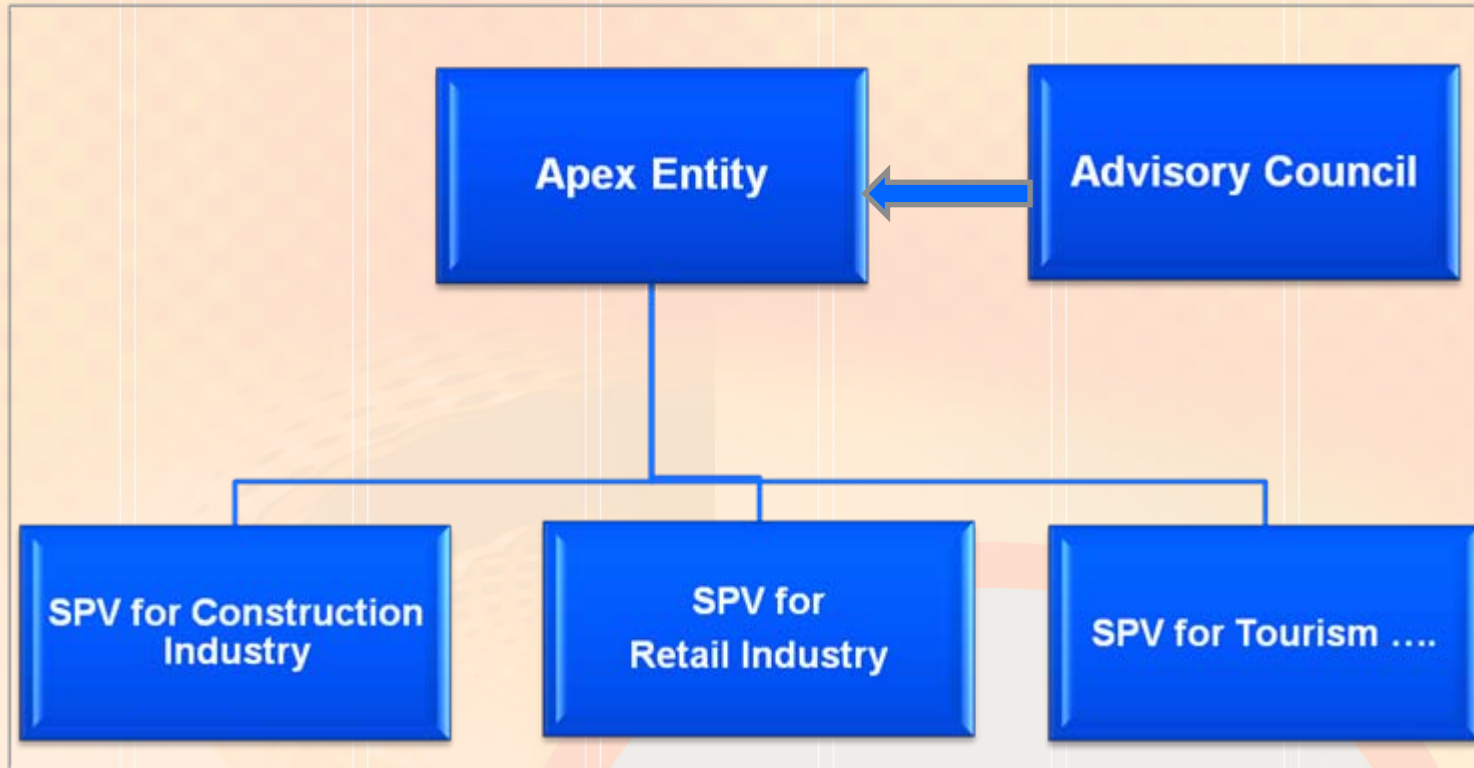 Apex Entity
Advisory Council
SPV for Construction
Industry
SPV for
Retail Industry
SPV for Tourism ....